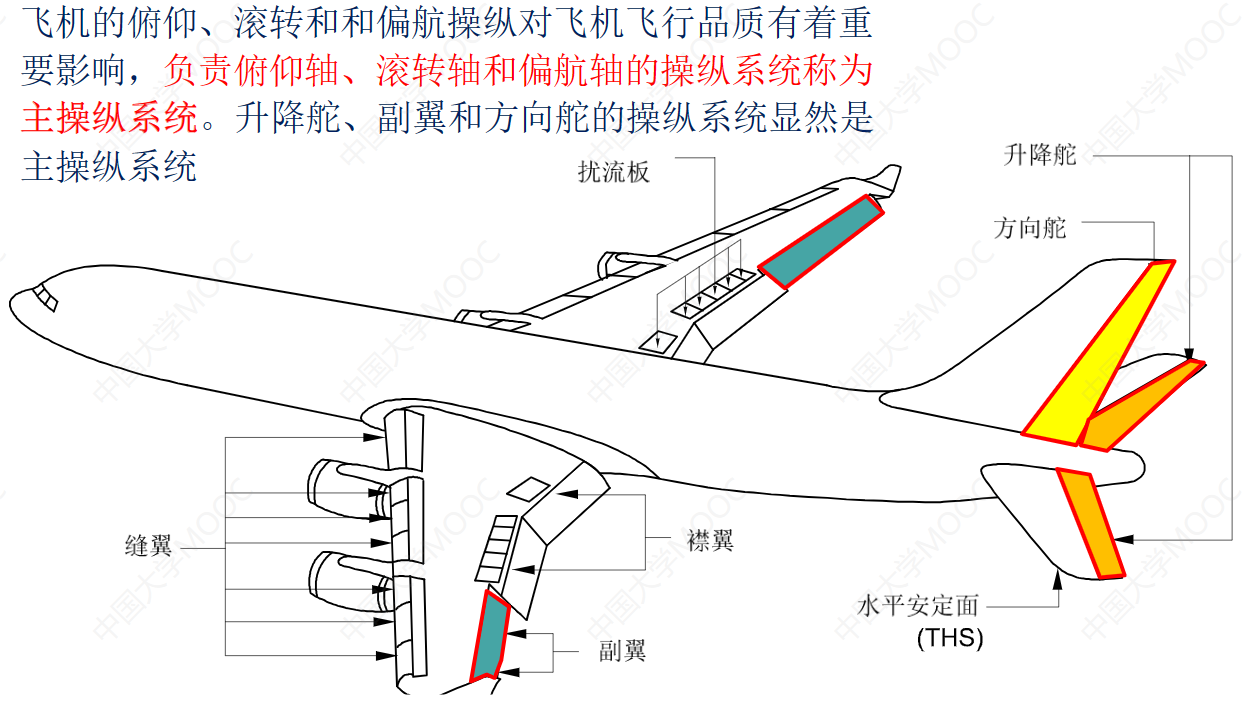 飞机的俯仰、滚转和和偏航操纵对飞机飞行品质有着重
要影响，负责俯仰轴、滚转轴和偏航轴的操纵系统称为
主操纵系统。升降舵、副翼和方向舵的操纵系统显然是
主操纵系统
扰流板
升降舵
方向舵
缝翼
襟翼
水平安定面
(THS)
副翼
中国大学MOOC